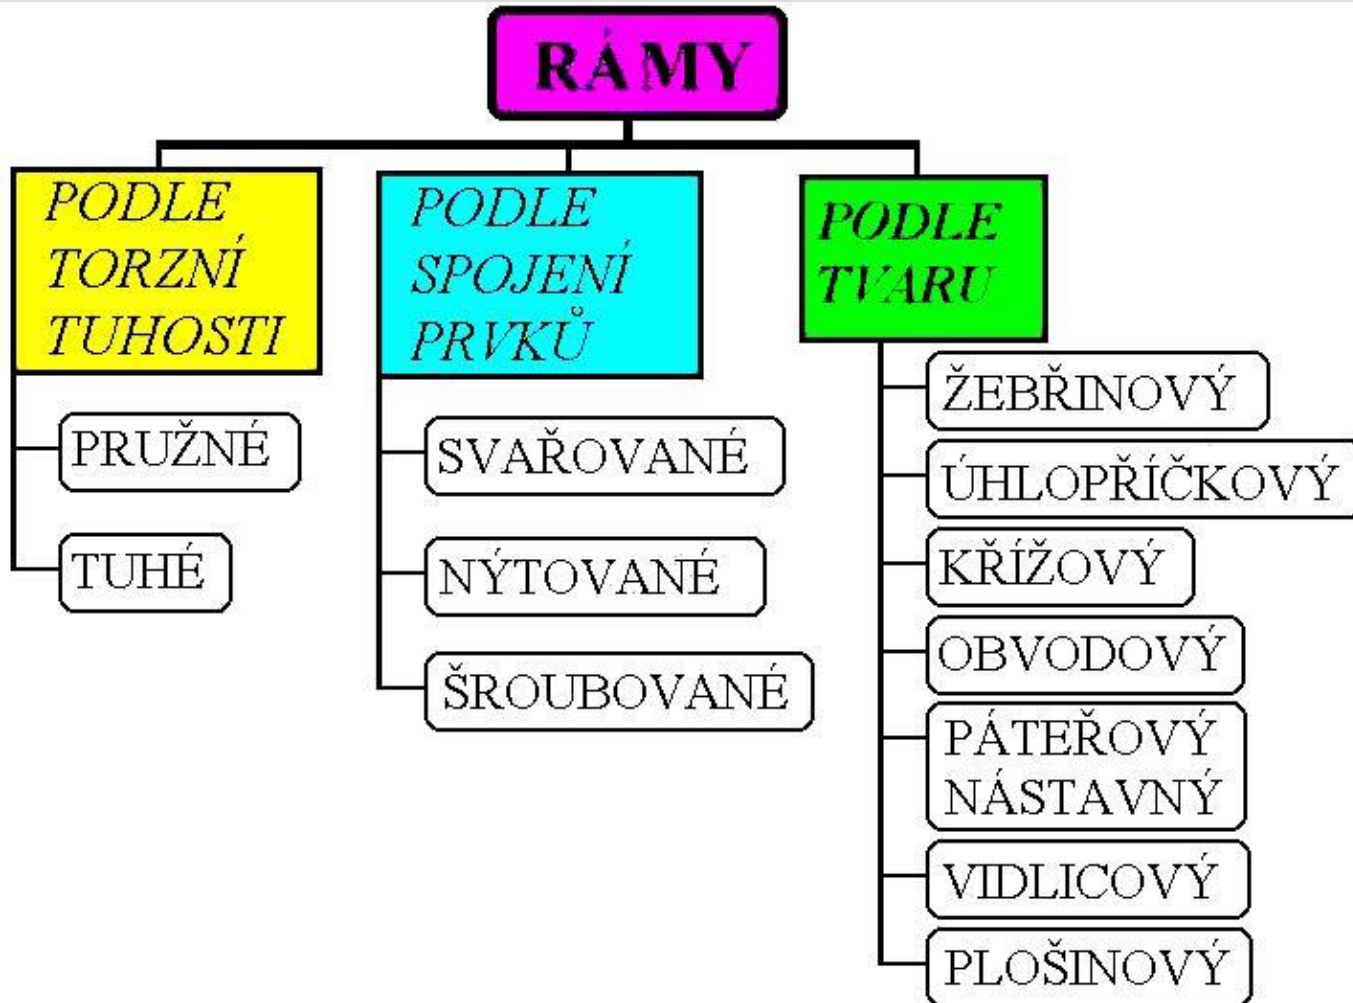 RÁMY
PODLE
TORZNÍ
TUHOSTI
PRUŽNÉ
TUHÉ
PODLE
SPOJENÍ
PRVKŮ
SVAŘOVANÉ
NÝTOVANÉ
ŠROUBOVANÉ
PODLE
TVARU
ŽEBŘINOVÝ
ÚHLOPŘÍČKOVÝ
KŘÍŽOVÝ
OBVODOVÝ
PÁTEŘOVÝ
NÁSTAVNÝ
VIDLICOVÝ
PLOŠINOVÝ